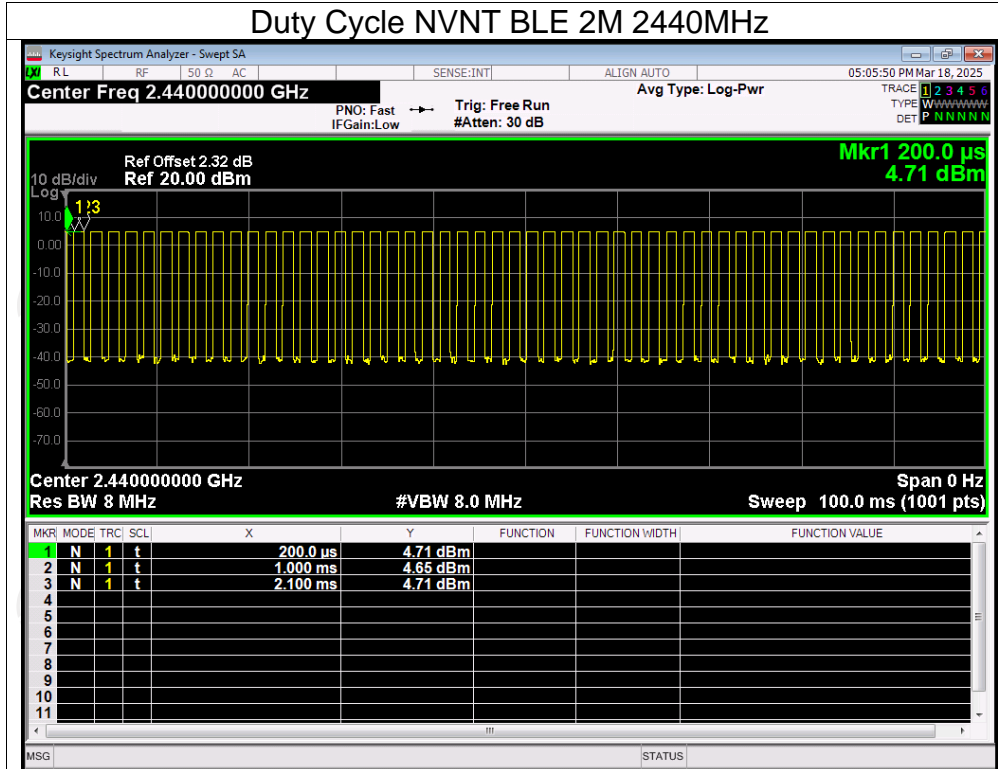 Duty Cycle NVNT BLE 2M 2440MHz
Keysight Spectrum Analyzer - Swept SA
LXI RL RF 50 Ω AC SENSE:INT ALIGN AUTO 05:05:50 PM Mar 18, 2025
Center Freq 2.440000000 GHz Avg Type: Log-Pwr TRACE 1 2 3 4 5 6
PNO: Fast Trig: Free Run TYPE WWWWWW
IFGain:Low #Atten: 30 dB DET P N N N N N
Mkr1 200.0 µs
Ref Offset 2.32 dB
10 dB/div Ref 20.00 dBm 4.71 dBm
Log
1 2 3
10.0
0.00
-10.0
-20.0
-30.0
-40.0
-50.0
-60.0
-70.0
Center 2.440000000 GHz Span 0 Hz
Res BW 8 MHz #VBW 8.0 MHz Sweep 100.0 ms (1001 pts)
MKR MODE TRC SCL X Y FUNCTION FUNCTION WIDTH FUNCTION VALUE
1 N 1 t 200.0 µs 4.71 dBm
2 N 1 t 1.000 ms 4.65 dBm
3 N 1 t 2.100 ms 4.71 dBm
4
5
6
7
8
9
10
11
MSG STATUS